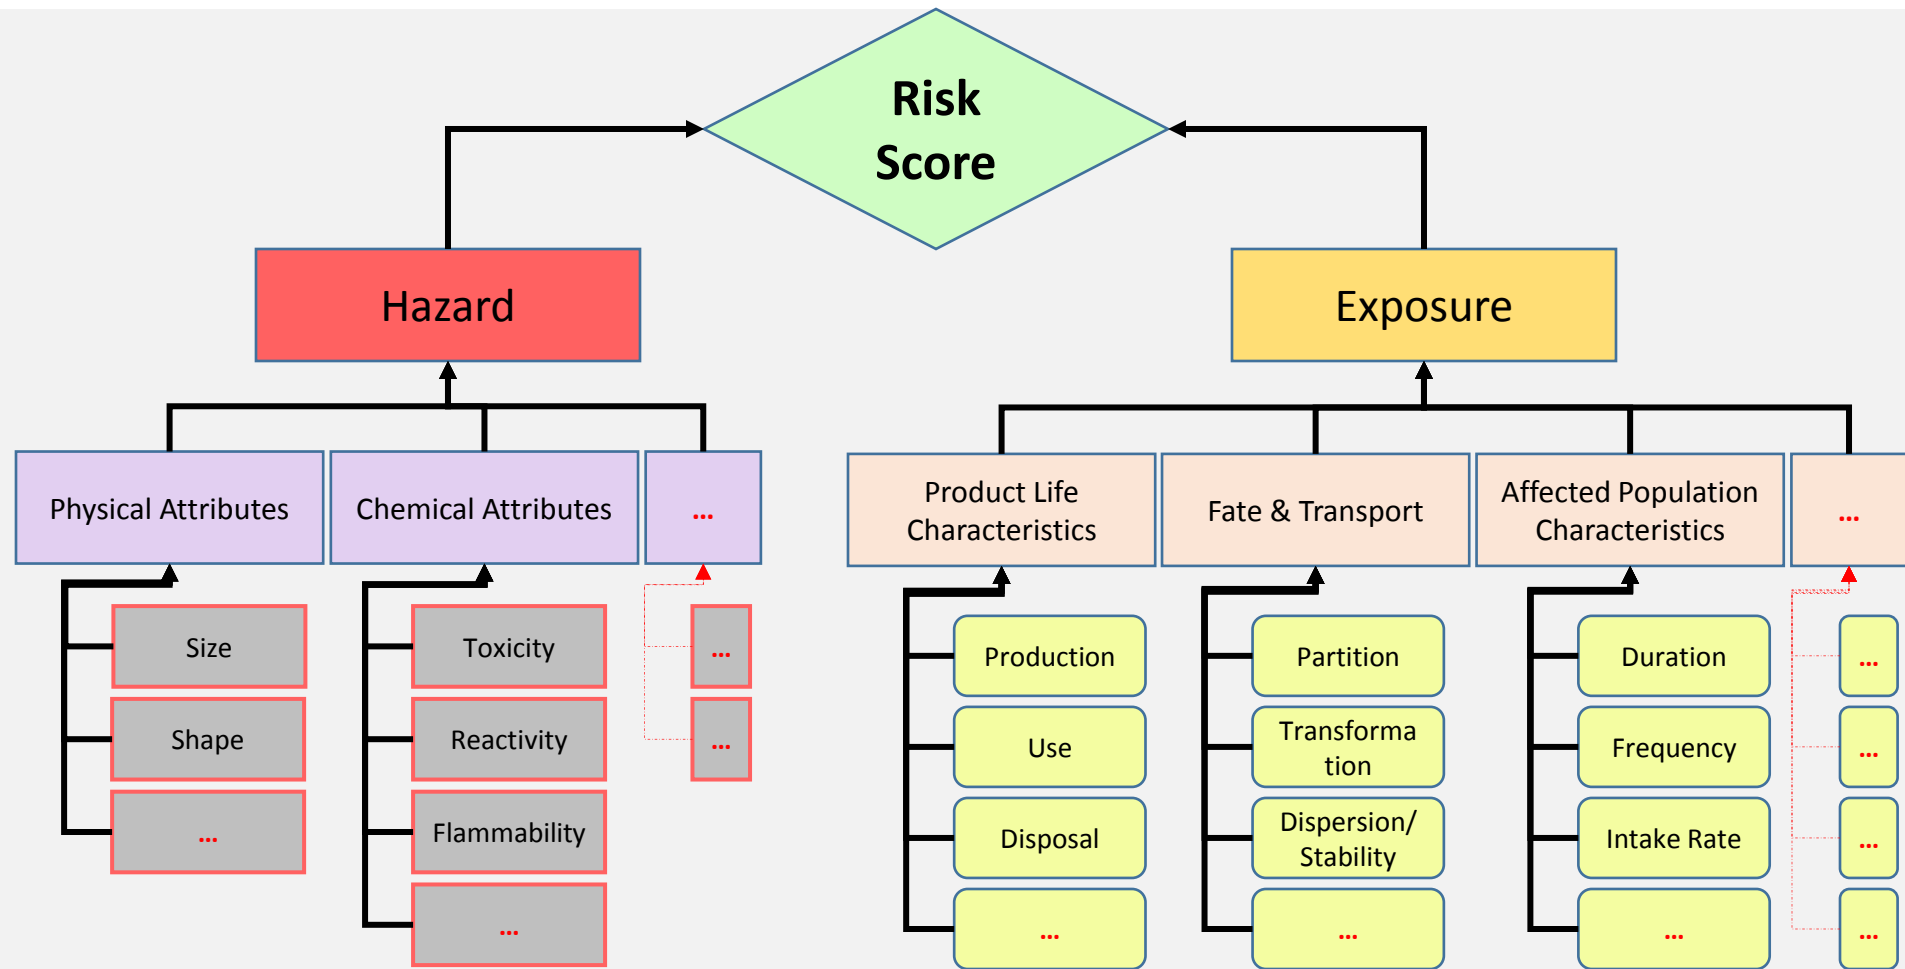 Risk
Score
Hazard
Exposure
Physical Attributes
Chemical Attributes
...
Product Life
Characteristics
Fate & Transport
Affected Population
Characteristics
...
Size
Shape
...
Toxicity
Reactivity
Flammability
...
...
...
Production
Use
Disposal
...
Partition
Transforma
tion
Dispersion/
Stability
...
Duration
Frequency
Intake Rate
...
...
...
...
...